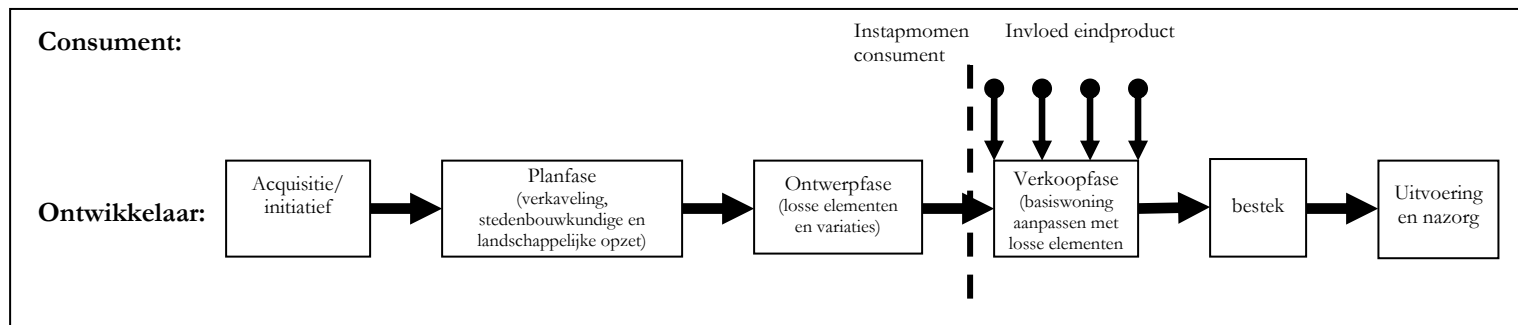 Consument:
Instapmomen
consument
Invloed eindproduct
Ontwikkelaar:
Acquisitie/
initiatief
Planfase
(verkaveling,
stedenbouwkundige en
landschappelijke opzet)
Ontwerpfase
(losse elementen
en variaties)
Verkoopfase
(basiswoning
aanpassen met
losse elementen
bestek
Uitvoering
en nazorg